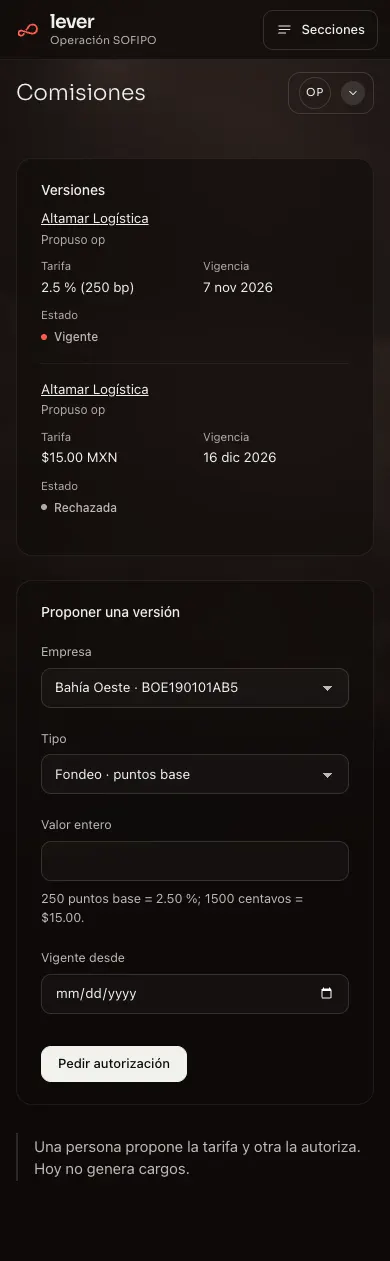 lever
Operación SOFIPO
Secciones
Comisiones
OP
Versiones
Altamar Logística
Propuso op
Tarifa
Vigencia
2.5 % (250 bp)
7 nov 2026
Estado
Vigente
Altamar Logística
Propuso op
Tarifa
Vigencia
$15.00 MXN
16 dic 2026
Estado
Rechazada
Proponer una versión
Empresa
Bahía Oeste · BOE190101AB5
Tipo
Fondeo · puntos base
Valor entero
250 puntos base = 2.50 %; 1500 centavos =
$15.00.
Vigente desde
mm/dd/yyyy
Pedir autorización
Una persona propone la tarifa y otra la autoriza.
Hoy no genera cargos.